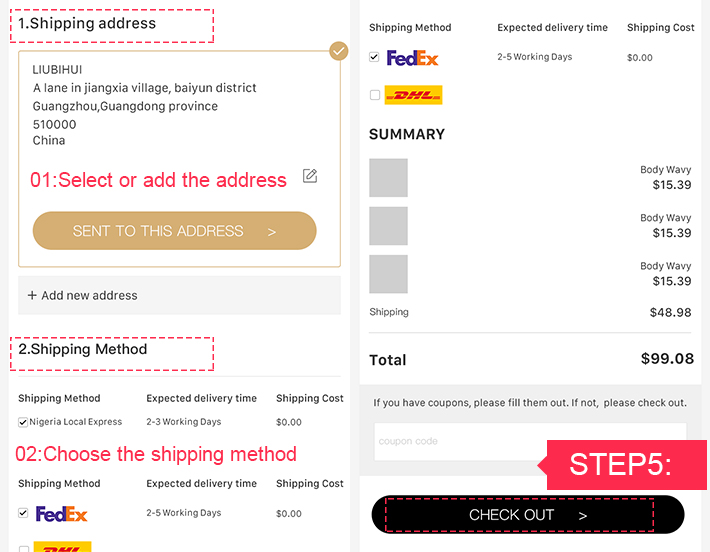 1.Shipping address
LIUBIHUI
A lane in jiangxia village, baiyun district
Guangzhou,Guangdong province
510000
China
01:Select or add the address
SENT TO THIS ADDRESS >
+ Add new address
2.Shipping Method
Shipping Method Expected delivery time Shipping Cost
Nigeria Local Express 2-3 Working Days $0.00
02:Choose the shipping method
Shipping Method Expected delivery time Shipping Cost
FedEx 2-5 Working Days $0.00
DHL
Shipping Method Expected delivery time Shipping Cost
FedEx 2-5 Working Days $0.00
DHL
SUMMARY
Body Wavy
$15.39
Body Wavy
$15.39
Body Wavy
$15.39
Shipping $48.98
Total $99.08
If you have coupons, please fill them out. If not, please check out.
coupon code
STEP5:
CHECK OUT >